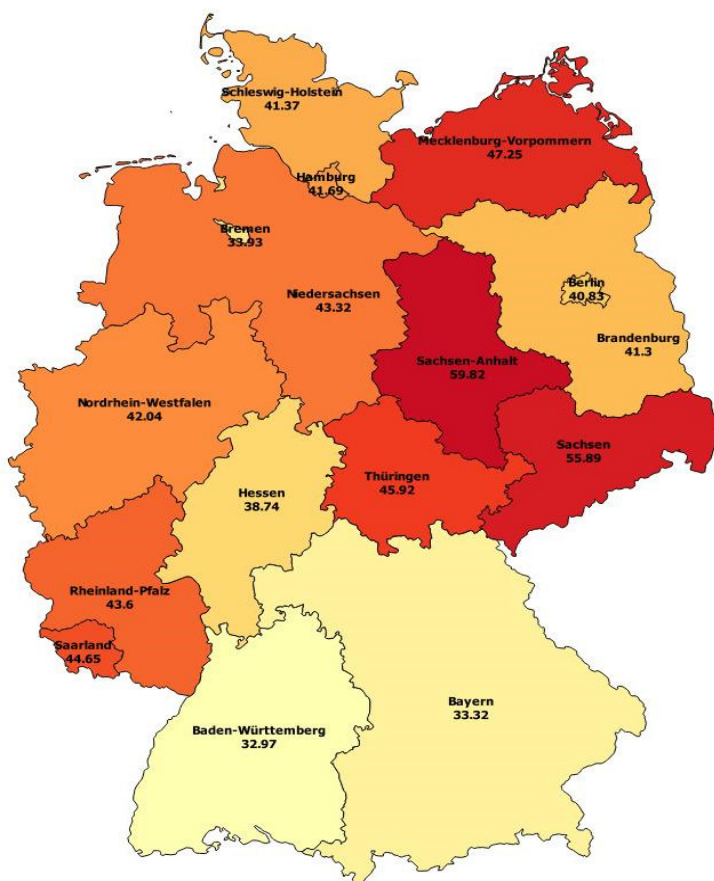 Schleswig-Holstein
41.37
Mecklenburg-Vorpommern
47.25
Hamburg
41.69
Bremen
33.93
Berlin
40.83
Niedersachsen
43.32
Brandenburg
41.3
Sachsen-Anhalt
59.82
Nordrhein-Westfalen
42.04
Sachsen
55.89
Thüringen
45.92
Hessen
38.74
Rheinland-Pfalz
43.6
Saarland
44.65
Bayern
33.32
Baden-Württemberg
32.97